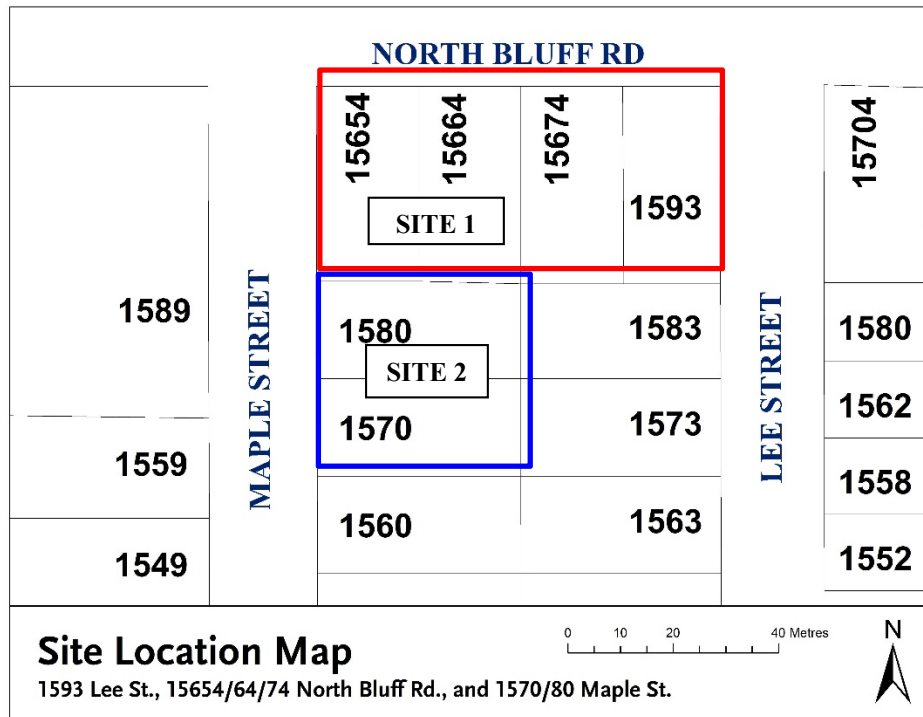 NORTH BLUFF RD
15654
15664
15674
15704
1593
SITE 1
1589
1580
1583
1580
SITE 2
1562
1570
1573
1559
1558
1560
1563
1549
1552
MAPLE STREET
LEE STREET
Site Location Map
1593 Lee St., 15654/64/74 North Bluff Rd., and 1570/80 Maple St.
0 10 20 40 Metres
N